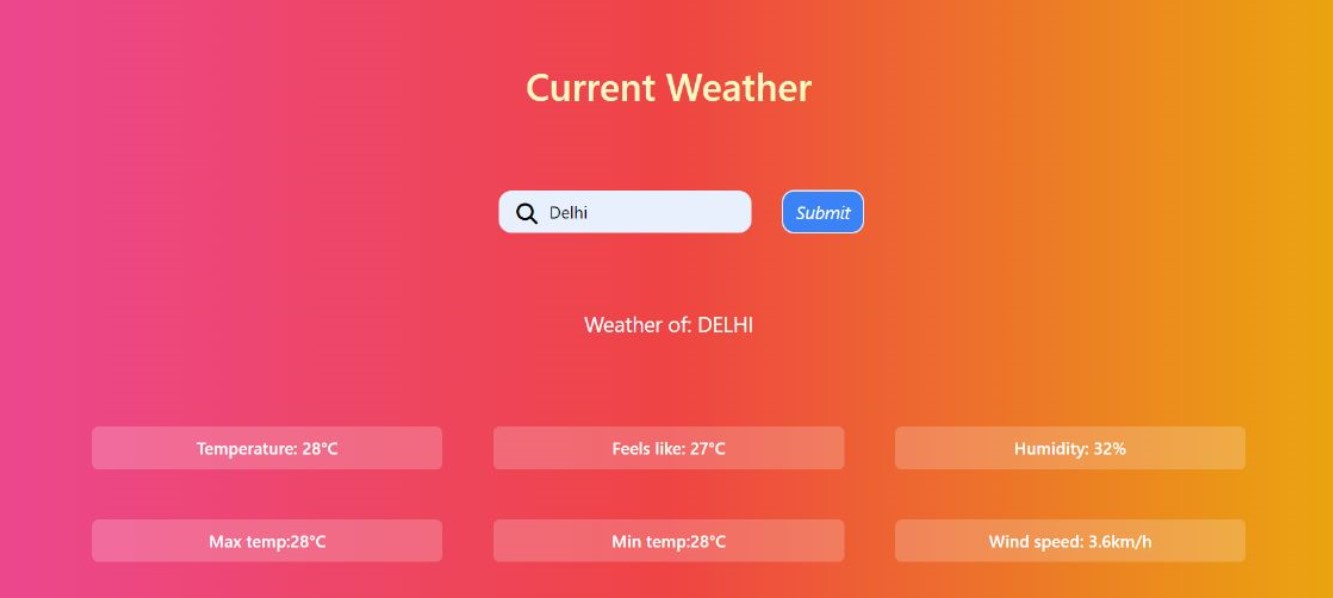 Current Weather
Delhi
Submit
Weather of: DELHI
Temperature: 28°C
Feels like: 27°C
Humidity: 32%
Max temp:28°C
Min temp:28°C
Wind speed: 3.6km/h